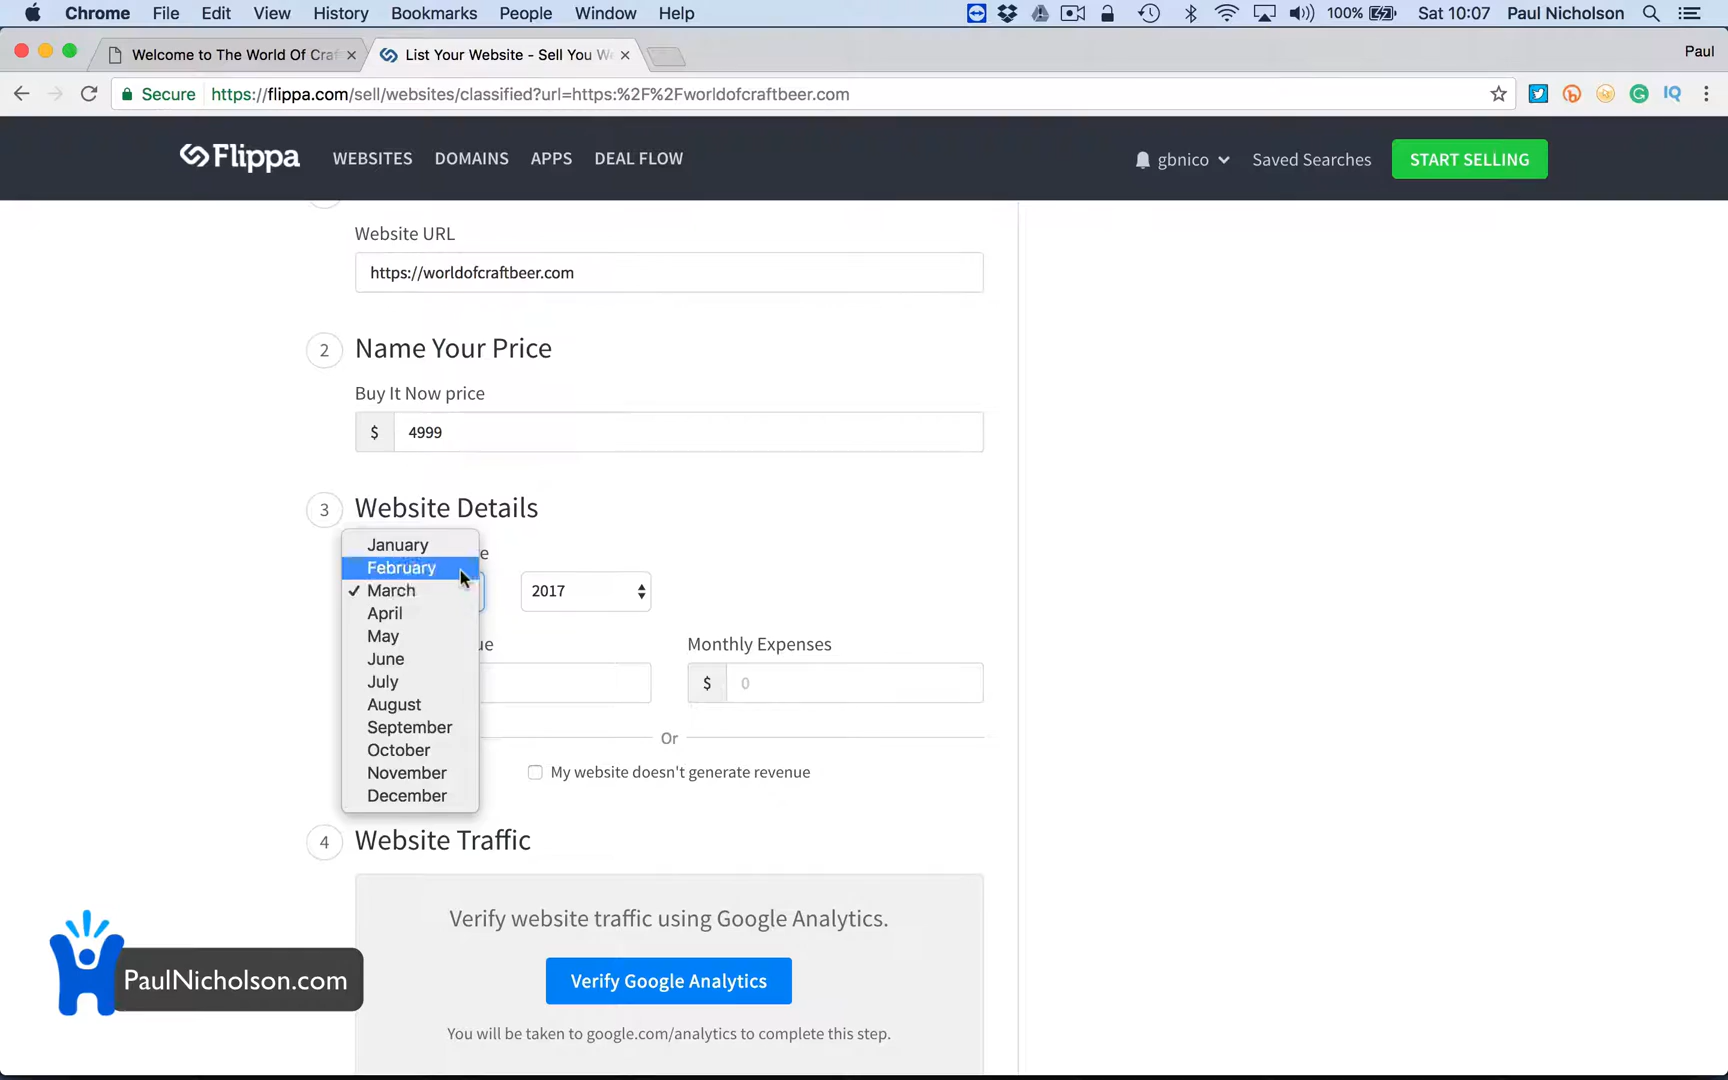 Chrome File Edit View History Bookmarks People Window Help 100% Sat 10:07 Paul Nicholson
Welcome to The World Of Craf List Your Website - Sell You We Paul
Secure https://flippa.com/sell/websites/classified?url=https:%2F%2Fworldofcraftbeer.com
Flippa WEBSITES DOMAINS APPS DEAL FLOW gbnico Saved Searches START SELLING
Website URL
https://worldofcraftbeer.com
2 Name Your Price
Buy It Now price
$ 4999
3 Website Details
January
February
✓ March
2017
April
May
June
July
August
September
October
November
December
Monthly Expenses
$ 0
Or
My website doesn't generate revenue
4 Website Traffic
Verify website traffic using Google Analytics.
Verify Google Analytics
You will be taken to google.com/analytics to complete this step.
PaulNicholson.com